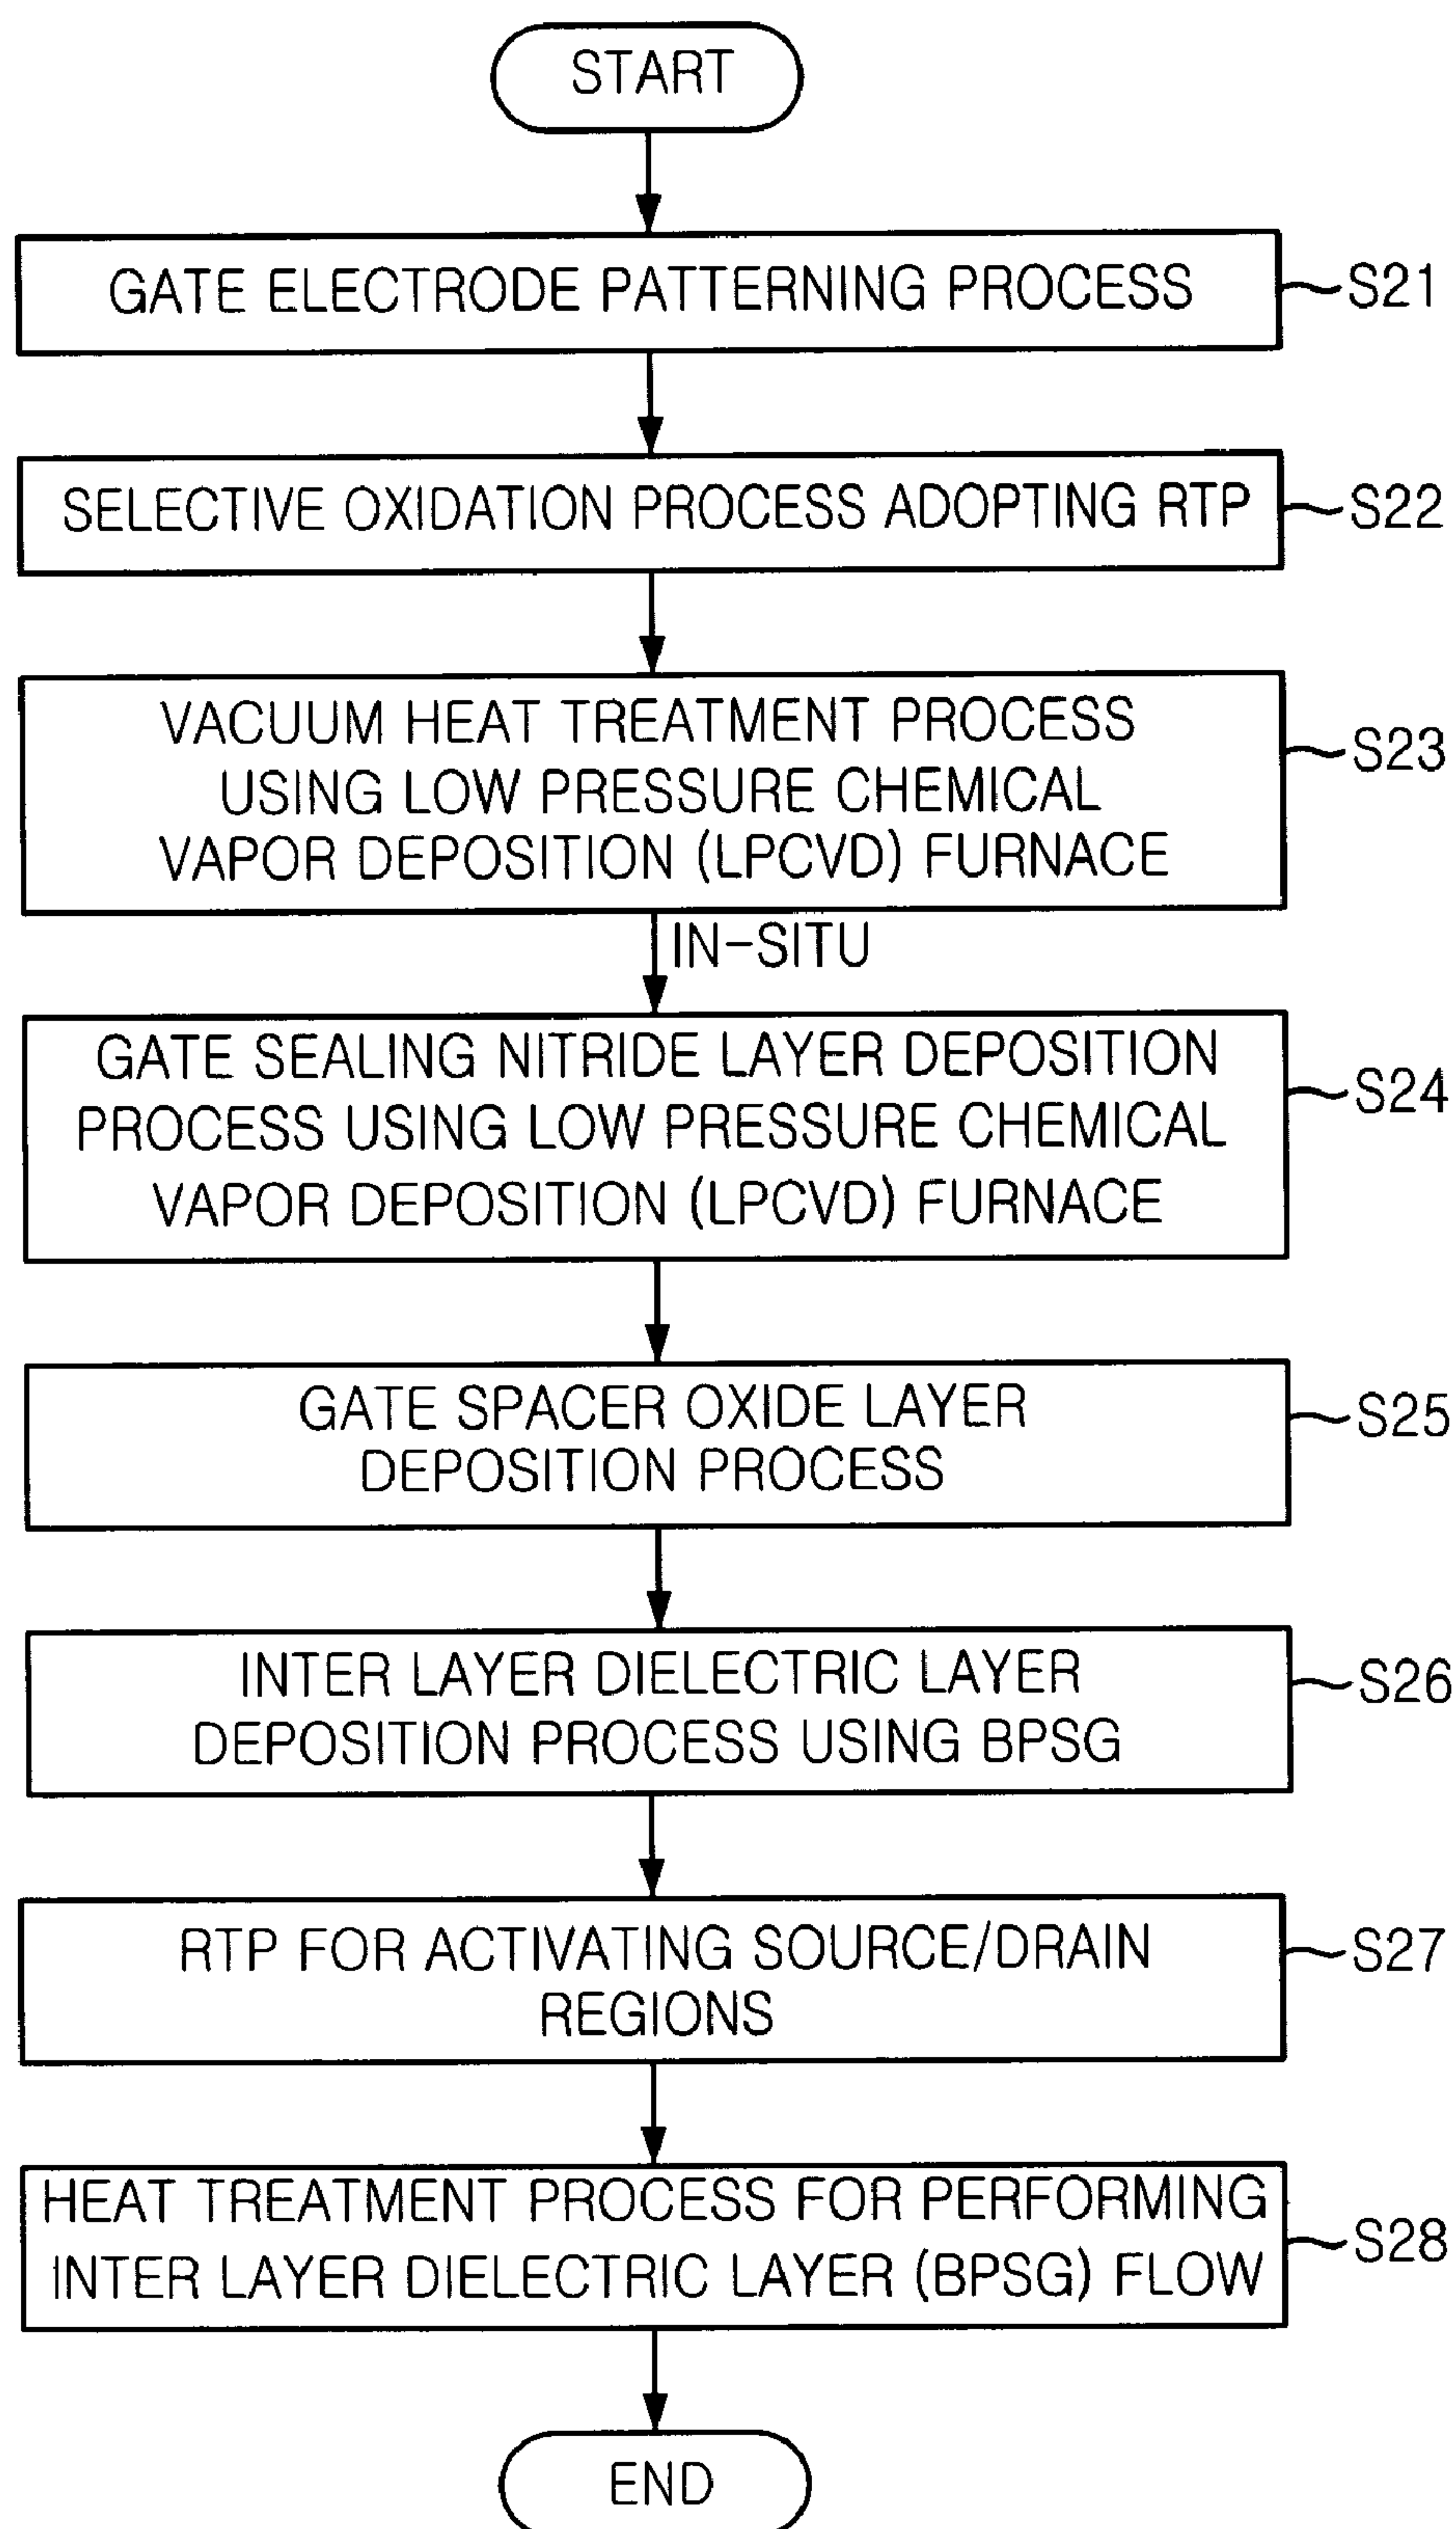 START
GATE ELECTRODE PATTERNING PROCESS
S21
SELECTIVE OXIDATION PROCESS ADOPTING RTP
S22
VACUUM HEAT TREATMENT PROCESS
USING LOW PRESSURE CHEMICAL
VAPOR DEPOSITION (LPCVD) FURNACE
S23
IN-SITU
GATE SEALING NITRIDE LAYER DEPOSITION
PROCESS USING LOW PRESSURE CHEMICAL
VAPOR DEPOSITION (LPCVD) FURNACE
S24
GATE SPACER OXIDE LAYER
DEPOSITION PROCESS
S25
INTER LAYER DIELECTRIC LAYER
DEPOSITION PROCESS USING BPSG
S26
RTP FOR ACTIVATING SOURCE/DRAIN
REGIONS
S27
HEAT TREATMENT PROCESS FOR PERFORMING
INTER LAYER DIELECTRIC LAYER (BPSG) FLOW
S28
END